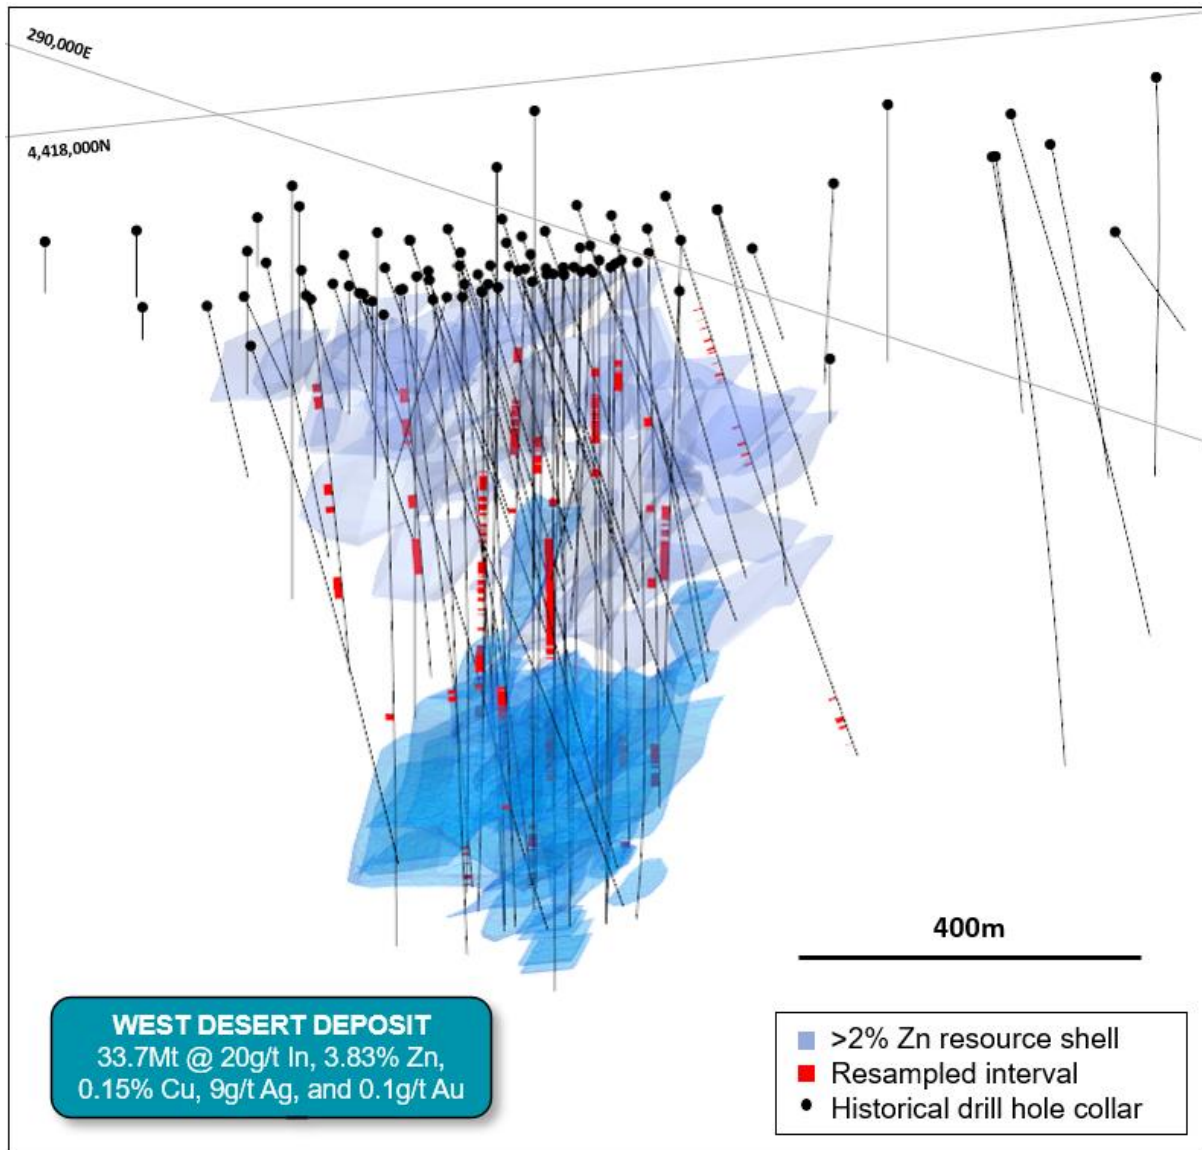 290,000E
4,418,000N
400m
WEST DESERT DEPOSIT
33.7Mt @ 20g/t In, 3.83% Zn,
0.15% Cu, 9g/t Ag, and 0.1g/t Au
>2% Zn resource shell
Resampled interval
Historical drill hole collar